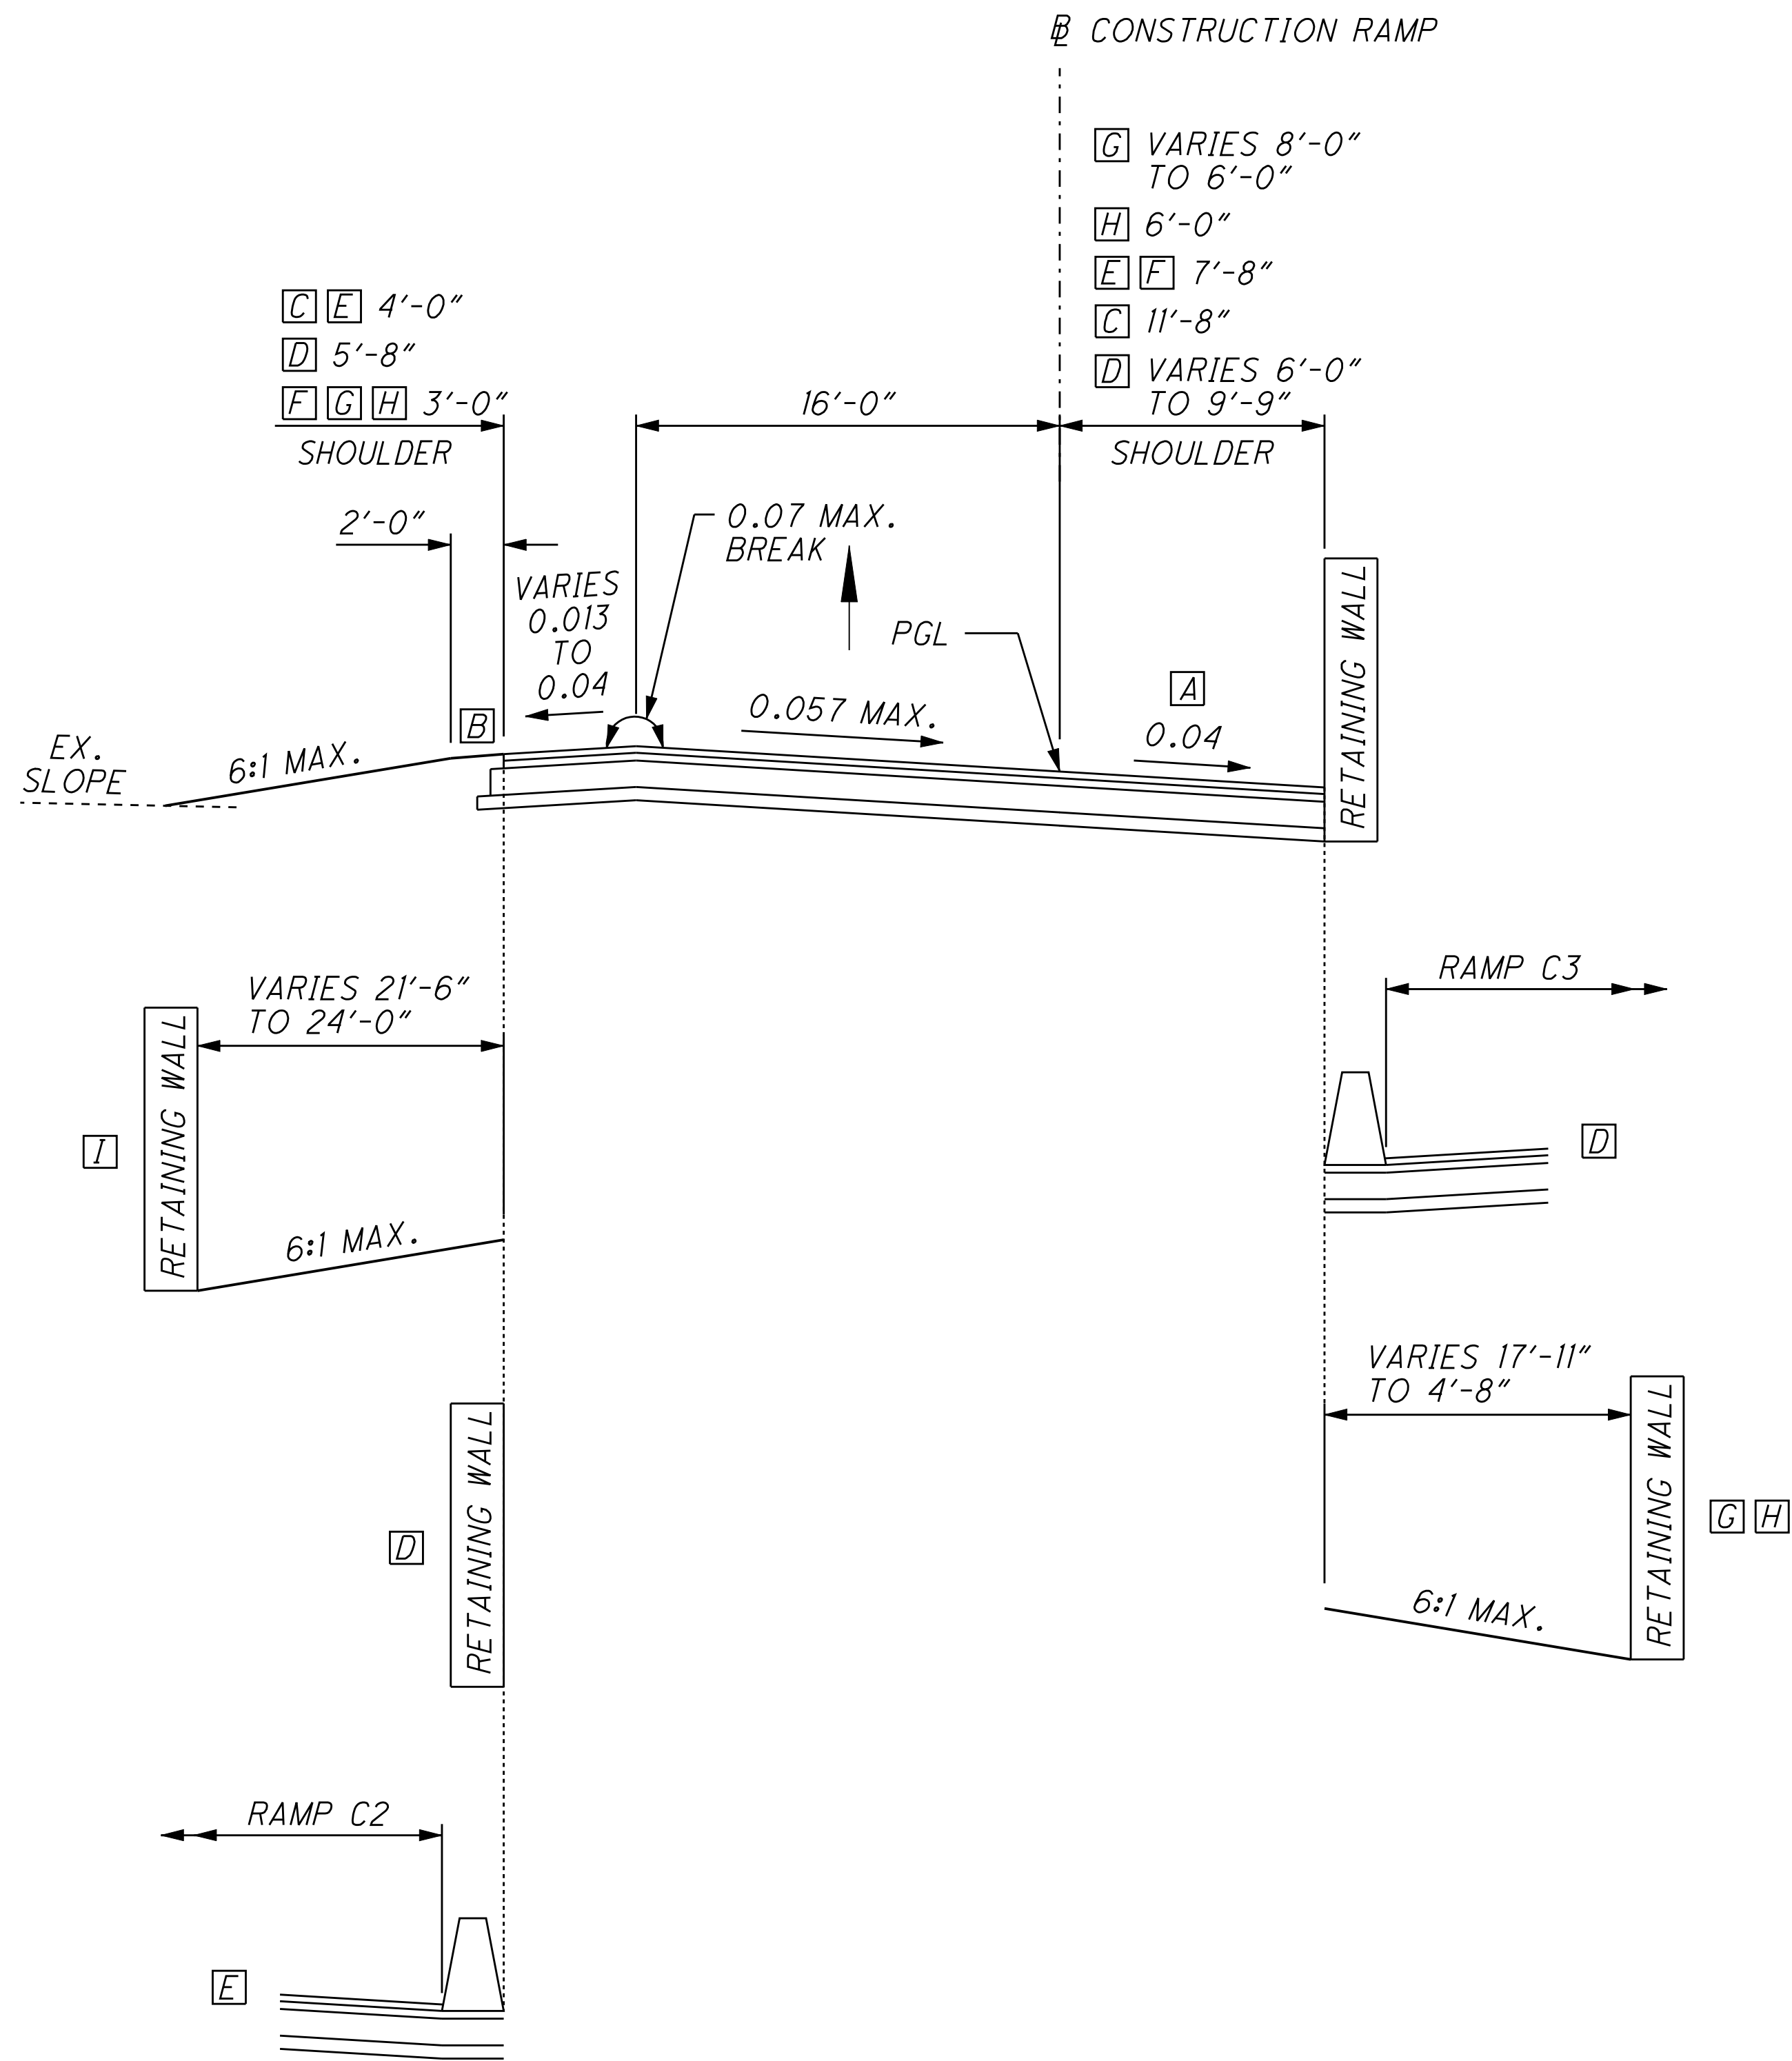 ℄ CONSTRUCTION RAMP
G VARIES 8'-0"
TO 6'-0"
H 6'-0"
E F 7'-8"
C 11'-8"
D VARIES 6'-0"
TO 9'-9"
SHOULDER
C E 4'-0"
D 5'-8"
F G H 3'-0"
SHOULDER
16'-0"
2'-0"
0.07 MAX.
BREAK
VARIES
0.013
TO
0.04
PGL
B
0.057 MAX.
A
0.04
RETAINING WALL
EX.
SLOPE
6:1 MAX.
VARIES 21'-6"
TO 24'-0"
RAMP C3
I
RETAINING WALL
D
6:1 MAX.
VARIES 17'-11"
TO 4'-8"
RETAINING WALL
D
RETAINING WALL
G H
6:1 MAX.
RAMP C2
E